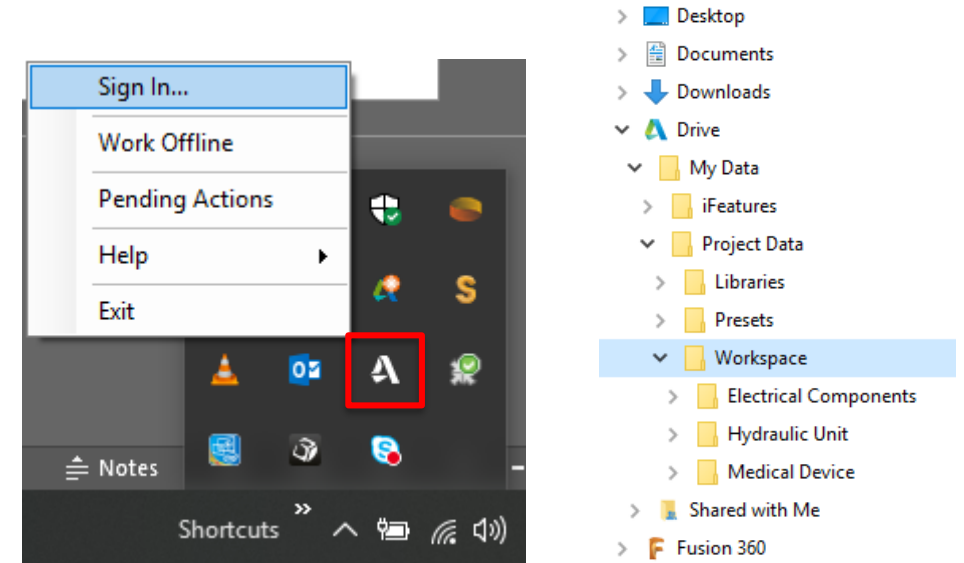 Sign In...
Work Offline
Pending Actions
Help
Exit
S
Notes
Shortcuts
Desktop
Documents
Downloads
Drive
My Data
iFeatures
Project Data
Libraries
Presets
Workspace
Electrical Components
Hydraulic Unit
Medical Device
Shared with Me
Fusion 360